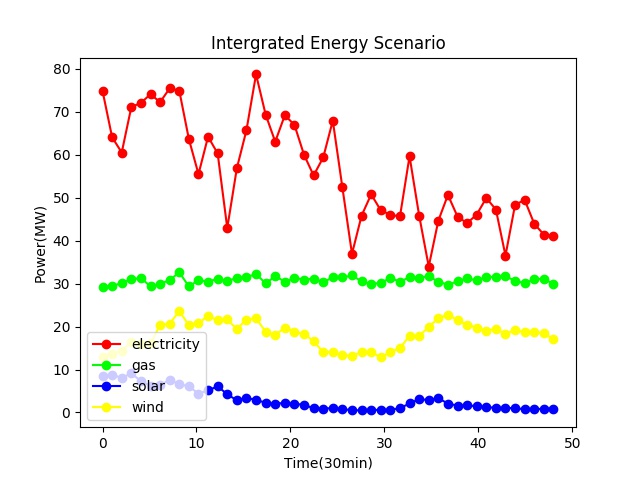 Intergrated Energy Scenario
Power(MW)
80
70
60
50
40
30
20
10
0
electricity
gas
solar
wind
0 10 20 30 40 50
Time(30min)